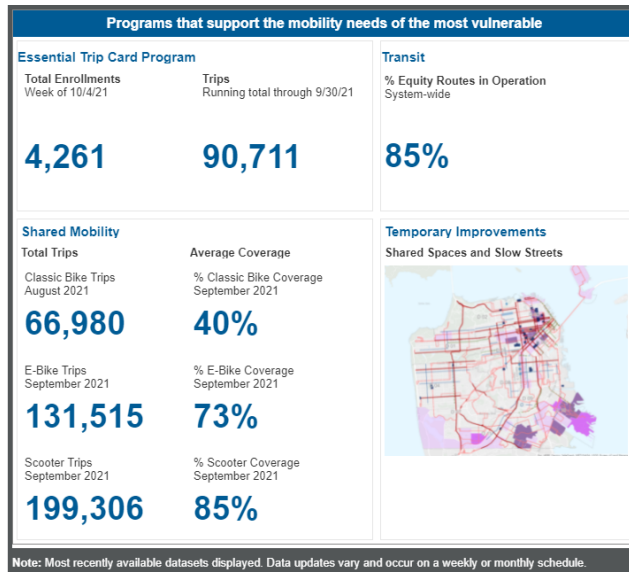 Programs that support the mobility needs of the most vulnerable
Essential Trip Card Program
Total Enrollments
Week of 10/4/21
4,261
Trips
Running total through 9/30/21
90,711
Transit
% Equity Routes in Operation
System-wide
85%
Shared Mobility
Total Trips
Average Coverage
Classic Bike Trips
August 2021
66,980
% Classic Bike Coverage
September 2021
40%
E-Bike Trips
September 2021
131,515
% E-Bike Coverage
September 2021
73%
Scooter Trips
September 2021
199,306
% Scooter Coverage
September 2021
85%
Temporary Improvements
Shared Spaces and Slow Streets
Note: Most recently available datasets displayed. Data updates vary and occur on a weekly or monthly schedule.